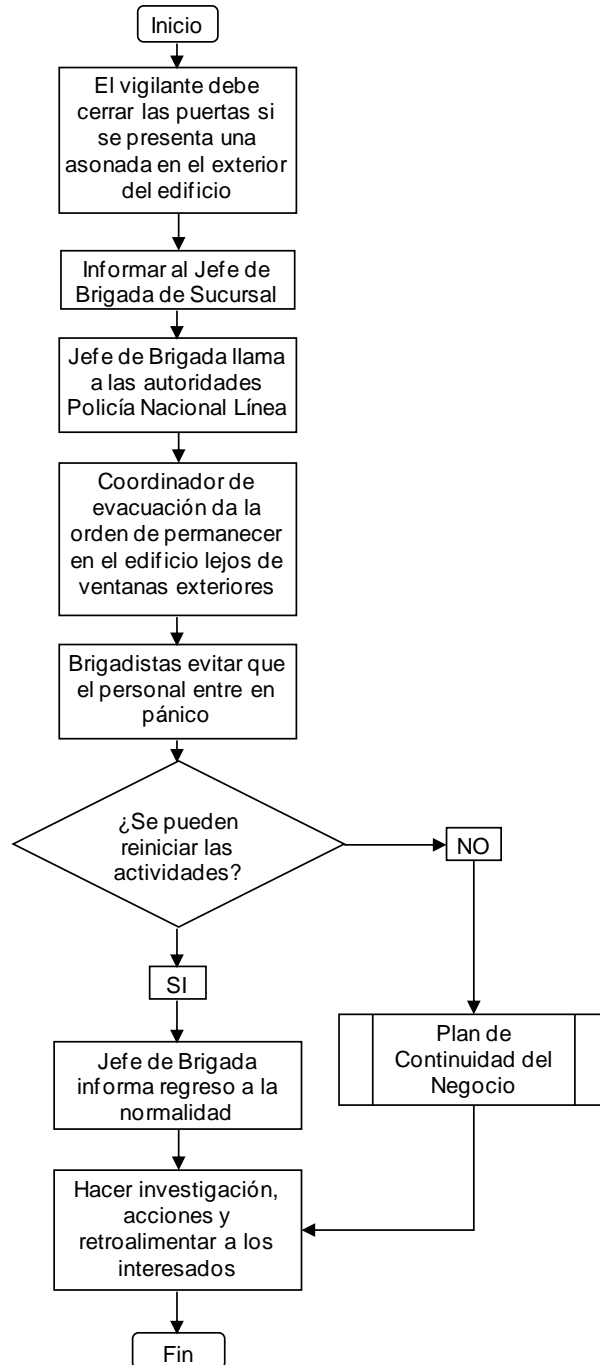 Inicio
El vigilante debe
cerrar las puertas si
se presenta una
asonada en el exterior
del edificio
Informar al Jefe de
Brigada de Sucursal
Jefe de Brigada llama
a las autoridades
Policía Nacional Línea
Coordinador de
evacuación da la
orden de permanecer
en el edificio lejos de
ventanas exteriores
Brigadistas evitar que
el personal entre en
pánico
¿Se pueden
reiniciar las
actividades?
NO
SI
Plan de
Continuidad del
Negocio
Jefe de Brigada
informa regreso a la
normalidad
Hacer investigación,
acciones y
retroalimentar a los
interesados
Fin